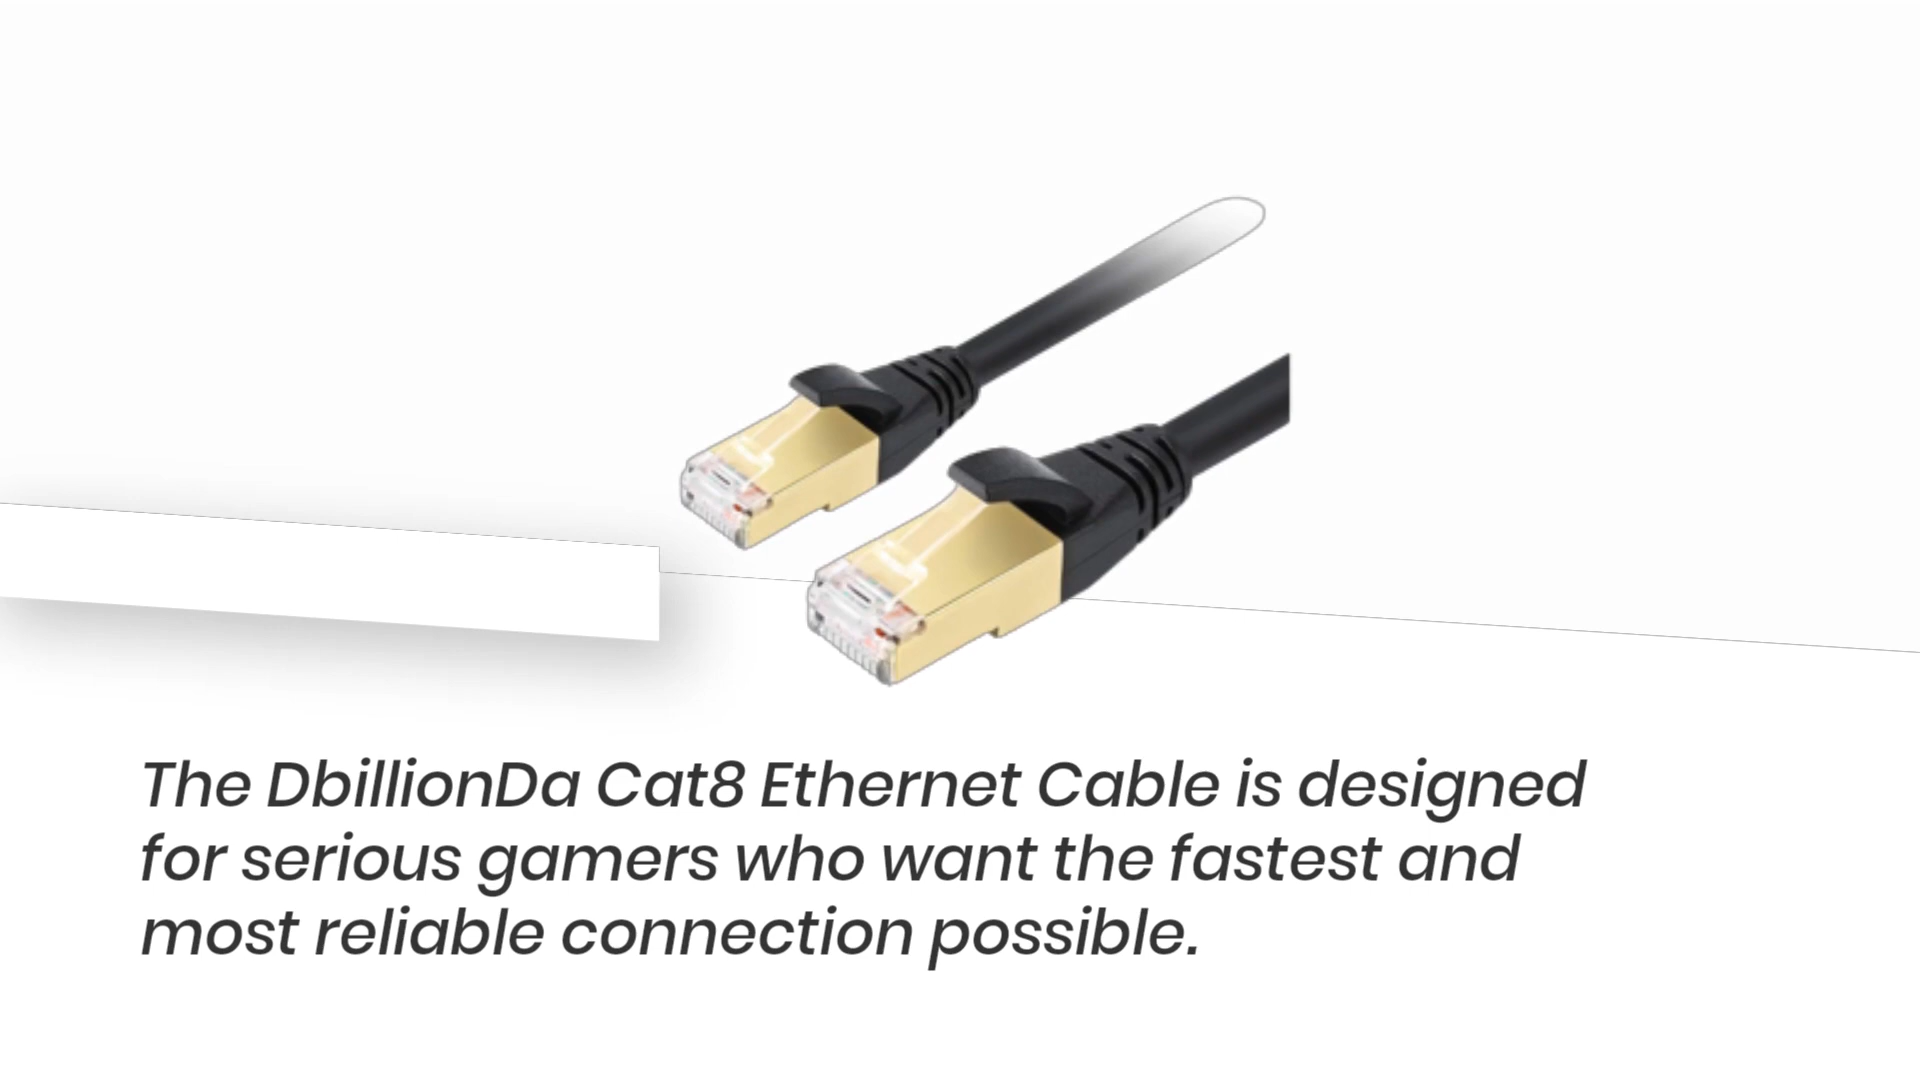 The DbillionDa Cat8 Ethernet Cable is designed
for serious gamers who want the fastest and
most reliable connection possible.